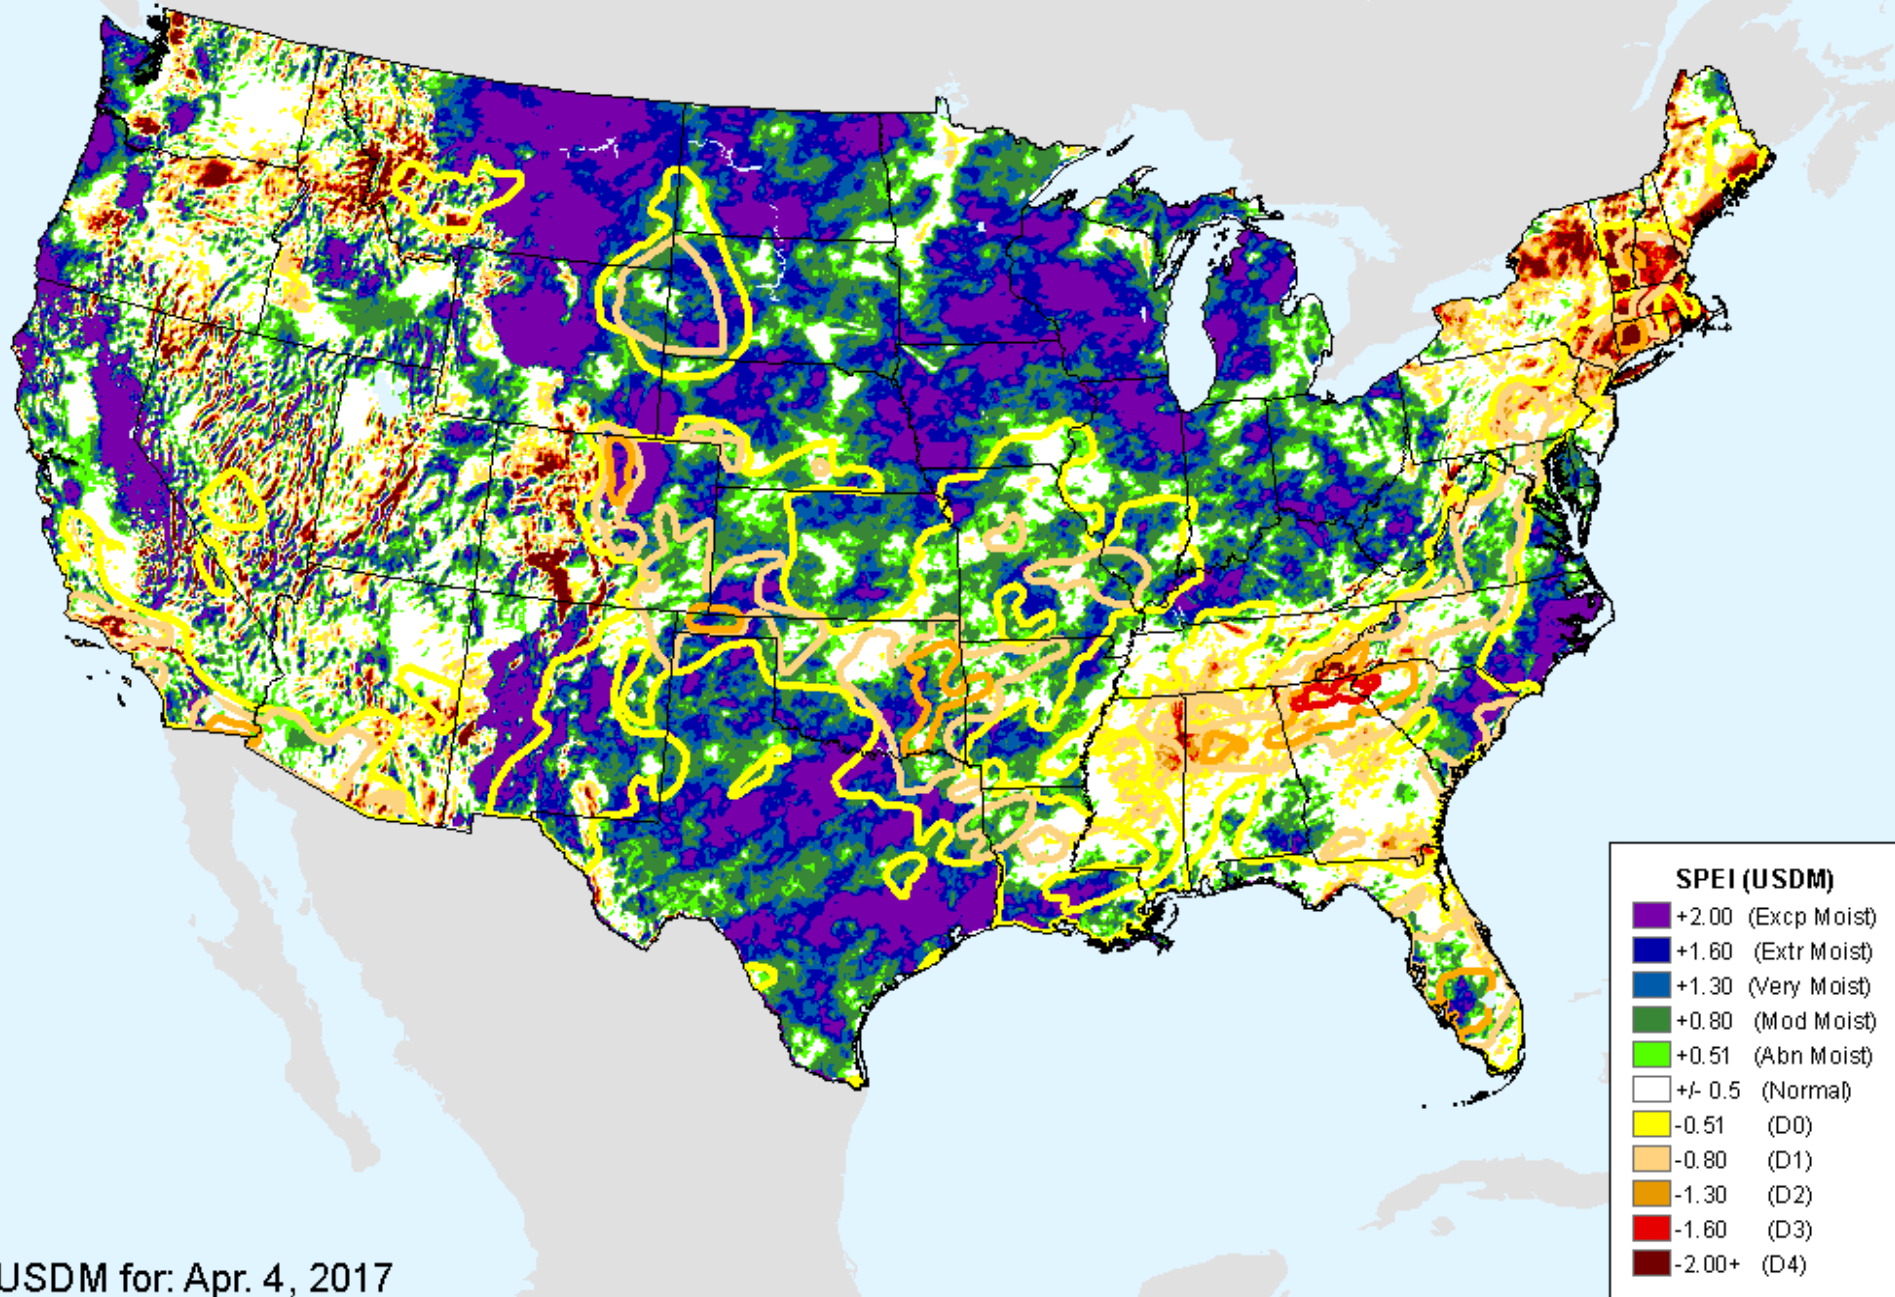 SPEI (USDM)
+2.00 (Excp Moist)
+1.60 (Extr Moist)
+1.30 (Very Moist)
+0.80 (Mod Moist)
+0.51 (Abn Moist)
+/- 0.5 (Normal)
-0.51 (D0)
-0.80 (D1)
-1.30 (D2)
-1.60 (D3)
-2.00+ (D4)
USDM for: Apr. 4, 2017